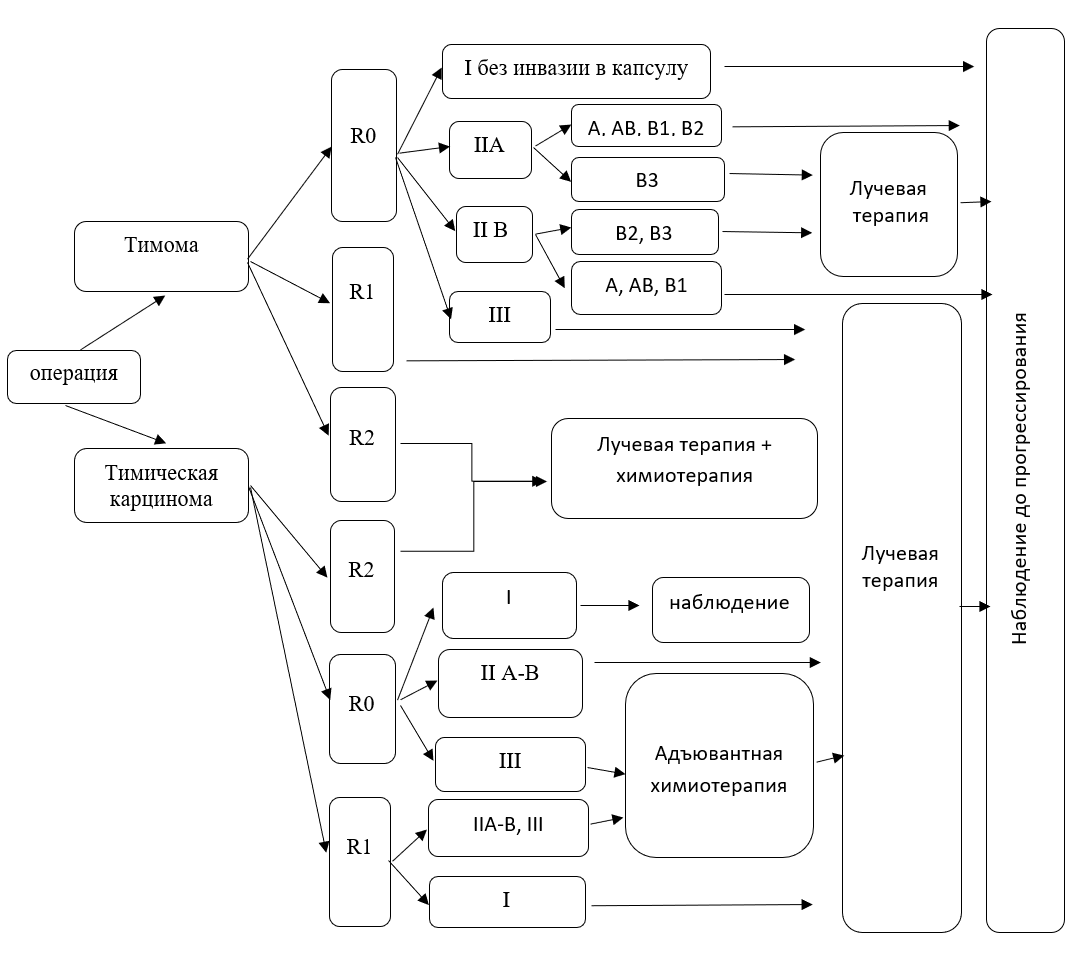 I без инвазии в капсулу
R0
IIA
A, AB, B1, B2
B3
Лучевая
терапия
Тимома
II B
B2, B3
R1
A, AB, B1
III
операция
R2
Лучевая терапия +
химиотерапия
Тимическая
карцинома
R2
Лучевая
терапия
Наблюдение до прогрессирования
I
наблюдение
II A-B
R0
III
Адъювантная
химиотерапия
R1
IIA-B, III
I